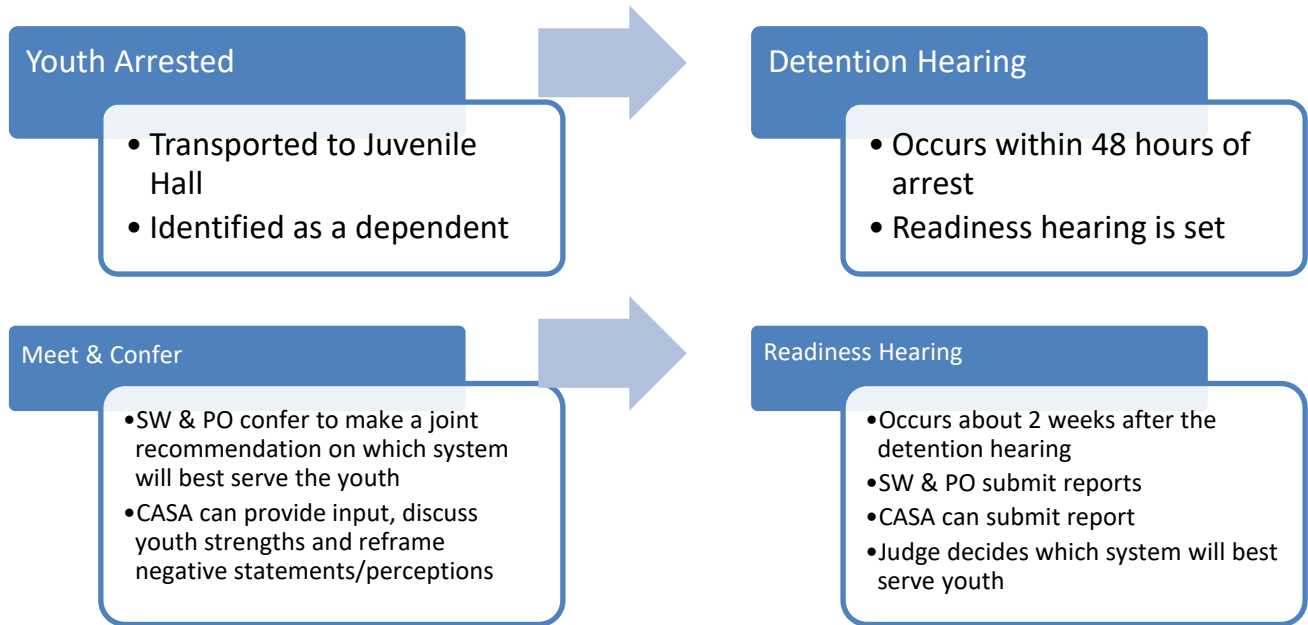 Youth Arrested
• Transported to Juvenile
Hall
• Identified as a dependent
Detention Hearing
• Occurs within 48 hours of
arrest
• Readiness hearing is set
Meet & Confer
•SW & PO confer to make a joint
recommendation on which system
will best serve the youth
•CASA can provide input, discuss
youth strengths and reframe
negative statements/perceptions
Readiness Hearing
•Occurs about 2 weeks after the
detention hearing
•SW & PO submit reports
•CASA can submit report
•Judge decides which system will best
serve youth